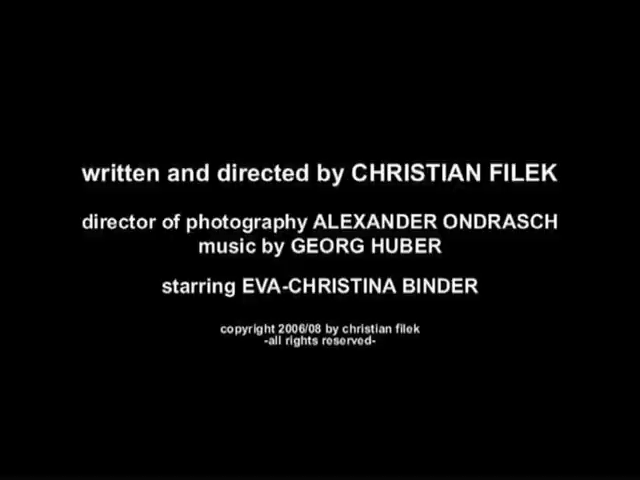 written and directed by CHRISTIAN FILEK
director of photography ALEXANDER ONDRASCH
music by GEORG HUBER
starring EVA-CHRISTINA BINDER
copyright 2006/08 by christian filek
-all rights reserved-